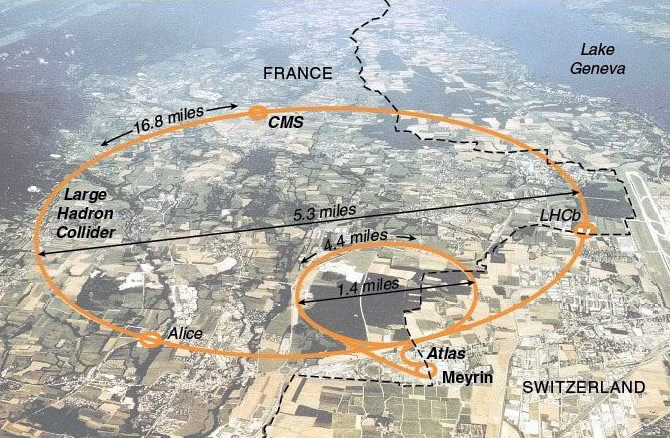 FRANCE
Lake
Geneva
16.8 miles
CMS
Large
Hadron
Collider
5.3 miles
LHCb
4.4 miles
1.4 miles
Alice
Atlas
Meyrin
SWITZERLAND